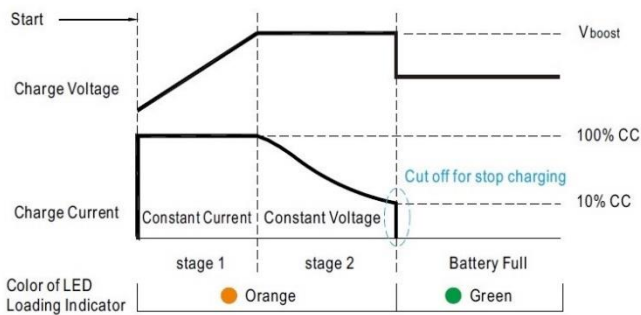 Start
Vboost
Charge Voltage
100% CC
Cut off for stop charging
10% CC
Charge Current
Constant Current
Constant Voltage
stage 1
stage 2
Battery Full
Color of LED
Loading Indicator
Orange
Green